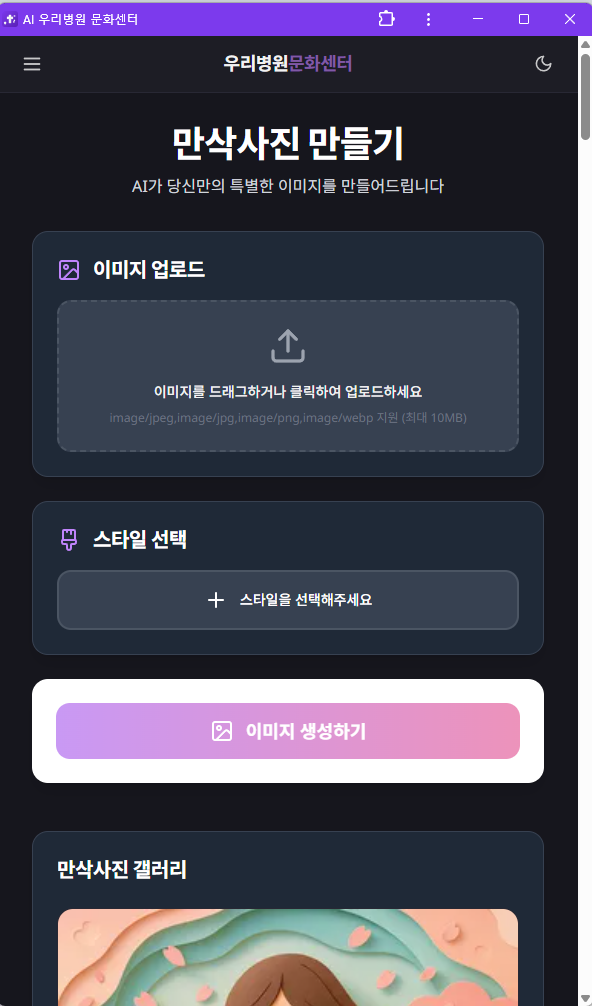 AI 우리병원 문화센터
우리병원문화센터
만삭사진 만들기
AI가 당신만의 특별한 이미지를 만들어드립니다
이미지 업로드
이미지를 드래그하거나 클릭하여 업로드하세요
image/jpeg,image/jpg,image/png,image/webp 지원 (최대 10MB)
스타일 선택
스타일을 선택해주세요
이미지 생성하기
만삭사진 갤러리